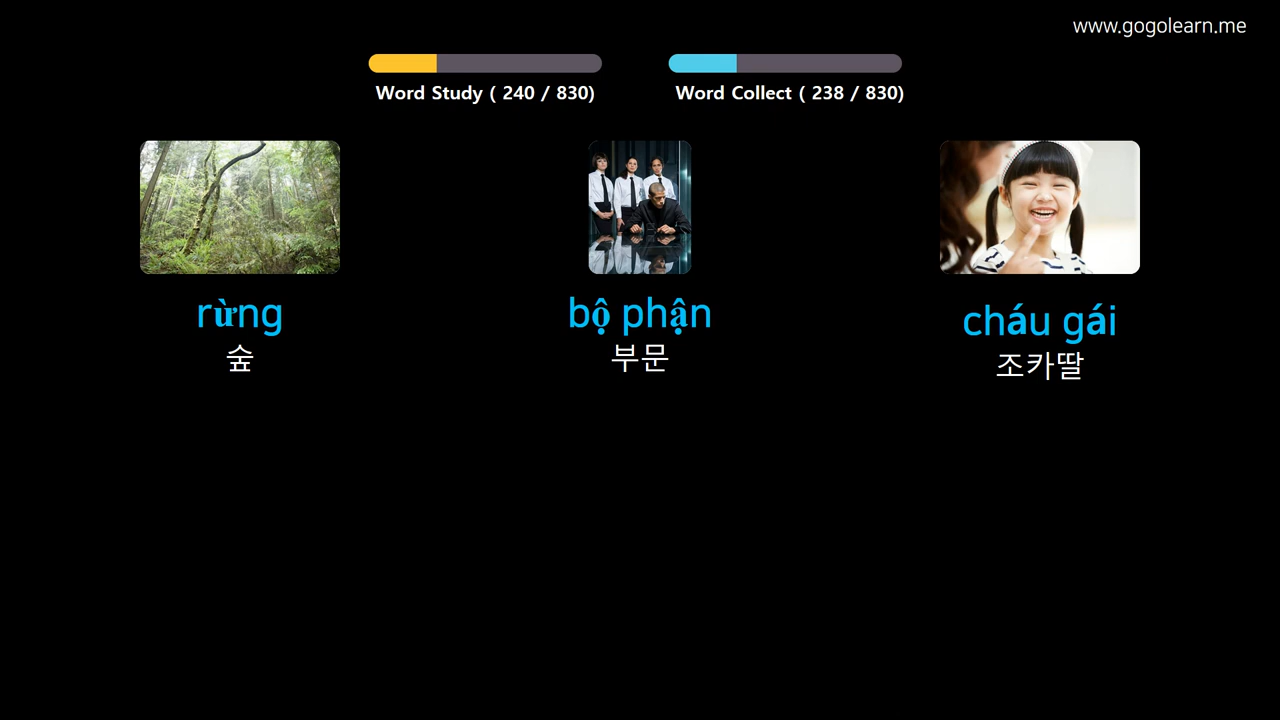 www.gogolearn.me
Word Study ( 240 / 830)
Word Collect ( 238 / 830)
rừng
숲
bộ phận
부문
cháu gái
조카딸